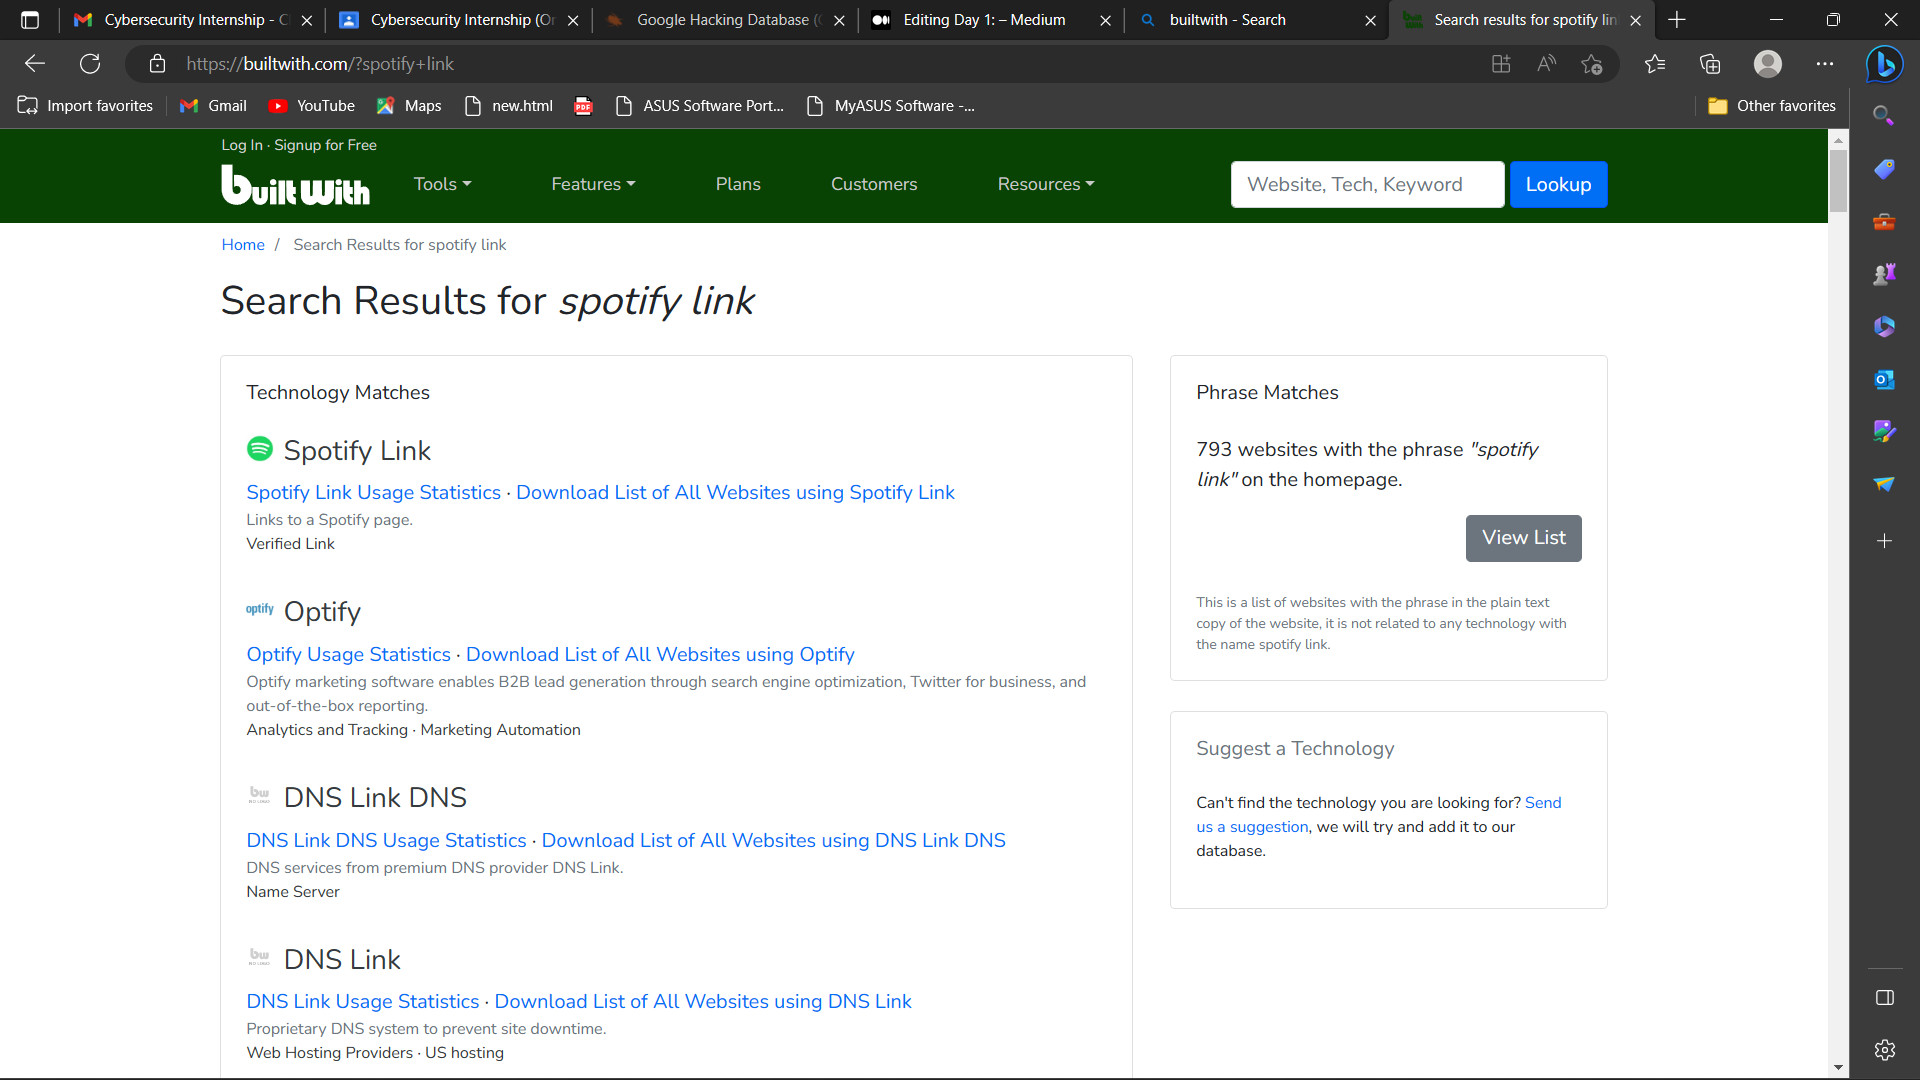 Cybersecurity Internship - C
Cybersecurity Internship (Or
Google Hacking Database (
Editing Day 1: – Medium
builtwith - Search
Search results for spotify lin
https://builtwith.com/?spotify+link
Import favorites
Gmail
YouTube
Maps
new.html
PDF
ASUS Software Port...
MyASUS Software -...
Other favorites
Log In · Signup for Free
Built With
Tools
Features
Plans
Customers
Resources
Website, Tech, Keyword
Lookup
Home / Search Results for spotify link
Search Results for spotify link
Technology Matches
Spotify Link
Spotify Link Usage Statistics · Download List of All Websites using Spotify Link
Links to a Spotify page.
Verified Link
optify Optify
Optify Usage Statistics · Download List of All Websites using Optify
Optify marketing software enables B2B lead generation through search engine optimization, Twitter for business, and
out-of-the-box reporting.
Analytics and Tracking · Marketing Automation
bw DNS Link DNS
DNS Link DNS Usage Statistics · Download List of All Websites using DNS Link DNS
DNS services from premium DNS provider DNS Link.
Name Server
bw DNS Link
DNS Link Usage Statistics · Download List of All Websites using DNS Link
Proprietary DNS system to prevent site downtime.
Web Hosting Providers · US hosting
Phrase Matches
793 websites with the phrase "spotify
link" on the homepage.
View List
This is a list of websites with the phrase in the plain text
copy of the website, it is not related to any technology with
the name spotify link.
Suggest a Technology
Can't find the technology you are looking for? Send
us a suggestion, we will try and add it to our
database.